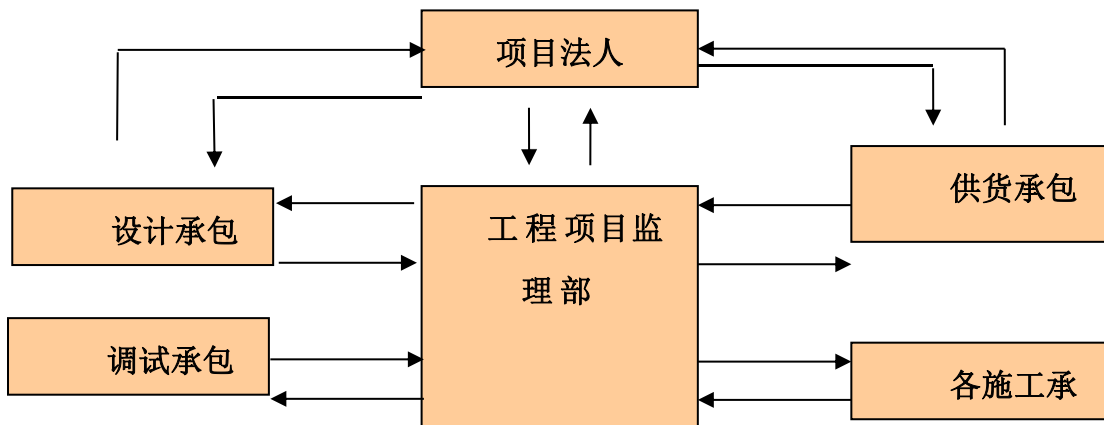 项目法人
供货承包
设计承包
工程项目监
理部
调试承包
各施工承